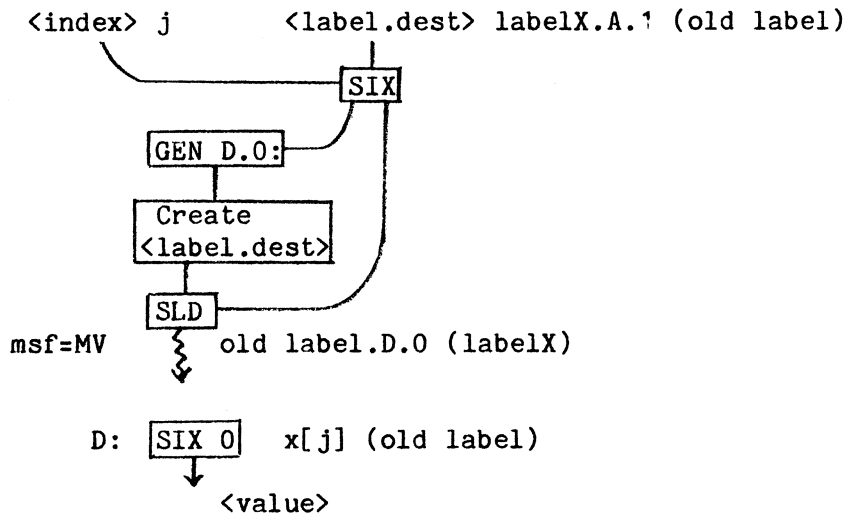 <index> j <label.dest> labelX.A.1 (old label)
SIX
GEN D.0:
Create
<label.dest>
SLD
msf=MV old label.D.0 (labelX)
D: SIX 0 x[j] (old label)
<value>